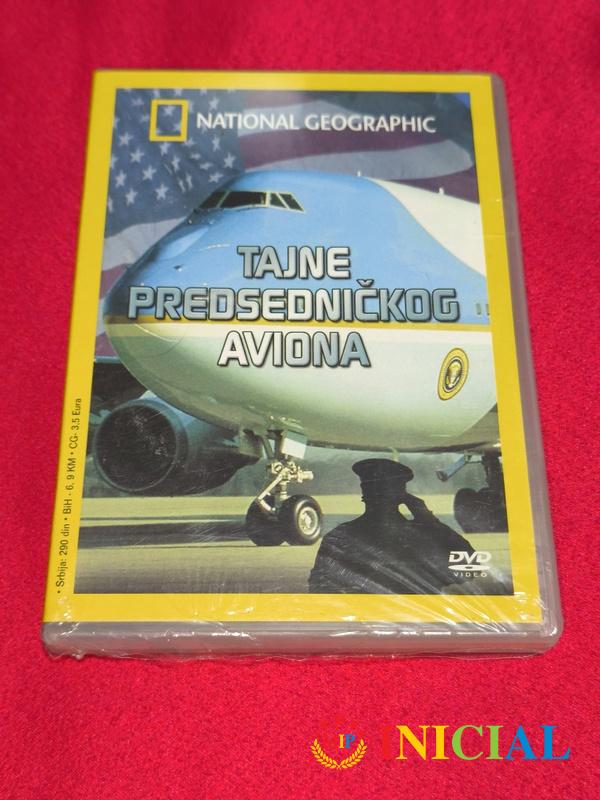 NATIONAL GEOGRAPHIC
TAJNE
PREDSEDNIČKOG
AVIONA
• Srbija: 290 din • BiH - 6, 9 KM • CG- 3,5 Eura
DVD
VIDEO
IP INICIAL